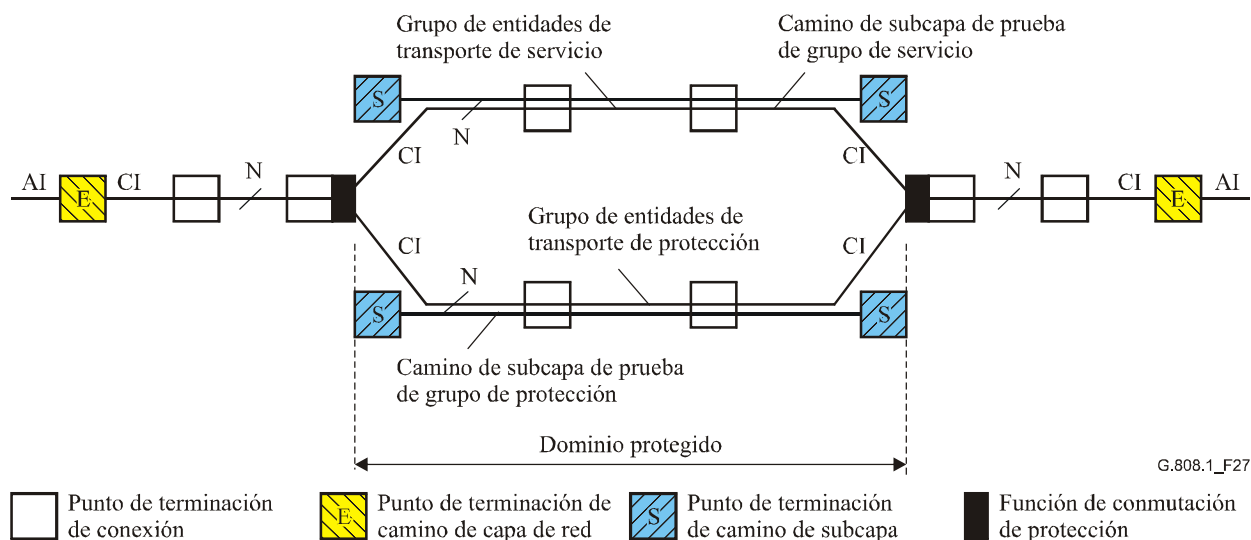 Grupo de entidades de
transporte de servicio
Camino de subcapa de prueba
de grupo de servicio
S
S
N
CI
CI
AI
E
CI
N
N
CI
E
AI
Grupo de entidades de
transporte de protección
CI
CI
N
S
S
Camino de subcapa de prueba
de grupo de protección
Dominio protegido
G.808.1_F27
Punto de terminación
de conexión
E
Punto de terminación de
camino de capa de red
S
Punto de terminación
de camino de subcapa
Función de conmutación
de protección